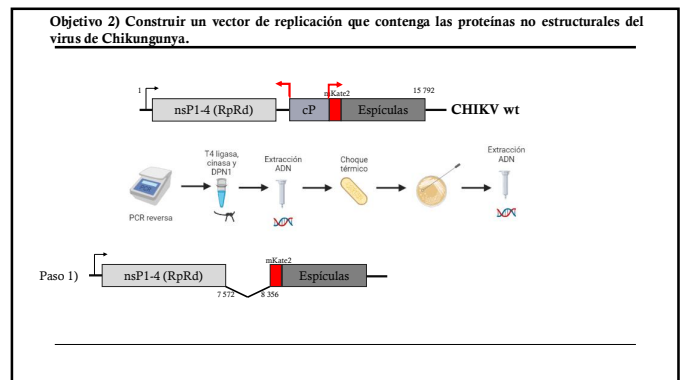 Objetivo 2) Construir un vector de replicación que contenga las proteínas no estructurales del
virus de Chikungunya.
1
mKate2
15 792
nsP1-4 (RpRd)
cP
Espículas
CHIKV wt
T4 ligasa,
cinasa y
DPN1
Extracción
ADN
Choque
térmico
Extracción
ADN
PCR reversa
mKate2
Paso 1)
nsP1-4 (RpRd)
Espículas
7 572
8 356